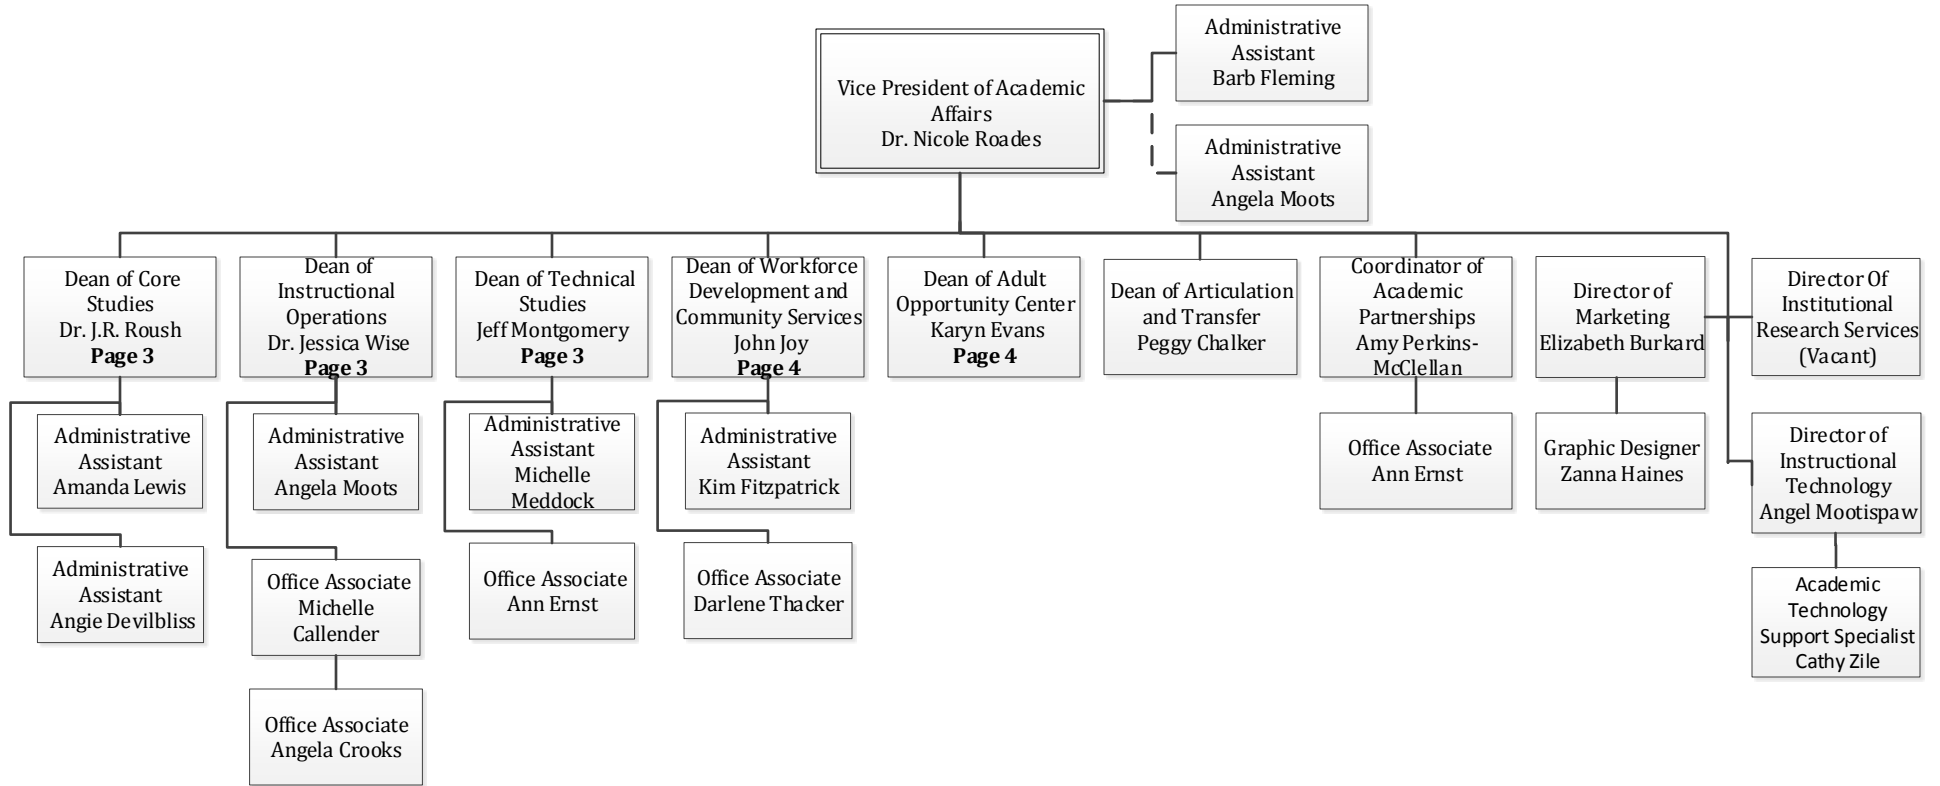 Administrative
Assistant
Barb Fleming
Vice President of Academic
Affairs
Dr. Nicole Roades
Administrative
Assistant
Angela Moots
Dean of Core
Studies
Dr. J.R. Roush
Page 3
Dean of
Instructional
Operations
Dr. Jessica Wise
Page 3
Dean of Technical
Studies
Jeff Montgomery
Page 3
Dean of Workforce
Development and
Community Services
John Joy
Page 4
Dean of Adult
Opportunity Center
Karyn Evans
Page 4
Dean of Articulation
and Transfer
Peggy Chalker
Coordinator of
Academic
Partnerships
Amy Perkins-
McClellan
Director of
Marketing
Elizabeth Burkard
Director Of
Institutional
Research Services
(Vacant)
Administrative
Assistant
Amanda Lewis
Administrative
Assistant
Angela Moots
Administrative
Assistant
Michelle
Meddock
Administrative
Assistant
Kim Fitzpatrick
Office Associate
Ann Ernst
Graphic Designer
Zanna Haines
Director of
Instructional
Technology
Angel Mootispaw
Administrative
Assistant
Angie Devilbliss
Office Associate
Michelle
Callender
Office Associate
Ann Ernst
Office Associate
Darlene Thacker
Academic
Technology
Support Specialist
Cathy Zile
Office Associate
Angela Crooks